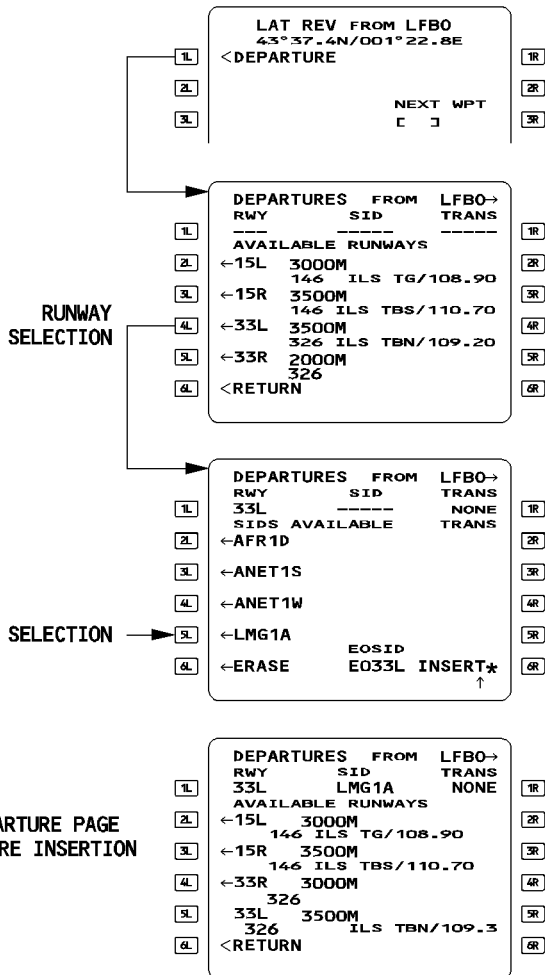 LAT REV FROM LFBO
43°37.4N/001°22.8E
1L <DEPARTURE 1R
2L 2R
NEXT WPT
3L [ ] 3R
DEPARTURES FROM LFBO→
RWY SID TRANS
1L --- ----- ----- 1R
AVAILABLE RUNWAYS
2L ←15L 3000M 2R
146 ILS TG/108.90
3L ←15R 3500M 3R
146 ILS TBS/110.70
RUNWAY
SELECTION
4L ←33L 3500M 4R
326 ILS TBN/109.20
5L ←33R 2000M 5R
326
6L <RETURN 6R
DEPARTURES FROM LFBO→
RWY SID TRANS
1L 33L ----- NONE 1R
SIDS AVAILABLE TRANS
2L ←AFR1D 2R
3L ←ANET1S 3R
4L ←ANET1W 4R
SELECTION 5L ←LMG1A 5R
EOSID
6L ←ERASE EO33L INSERT* 6R
↑
DEPARTURES FROM LFBO→
RWY SID TRANS
1L 33L LMG1A NONE 1R
AVAILABLE RUNWAYS
ARTURE PAGE
RE INSERTION
2L ←15L 3000M 2R
146 ILS TG/108.90
3L ←15R 3500M 3R
146 ILS TBS/110.70
4L ←33R 3000M 4R
326
5L 33L 3500M 5R
326 ILS TBN/109.3
6L <RETURN 6R